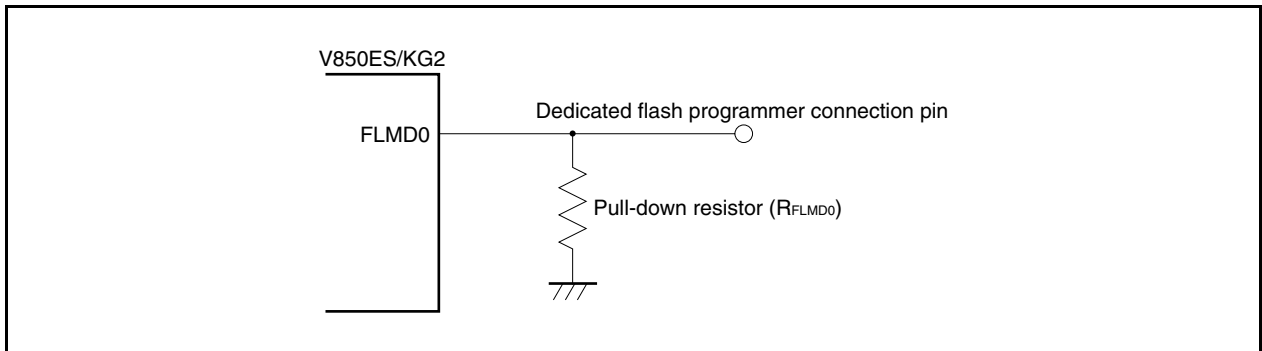 V850ES/KG2
Dedicated flash programmer connection pin
FLMD0
Pull-down resistor (RFLMD0)